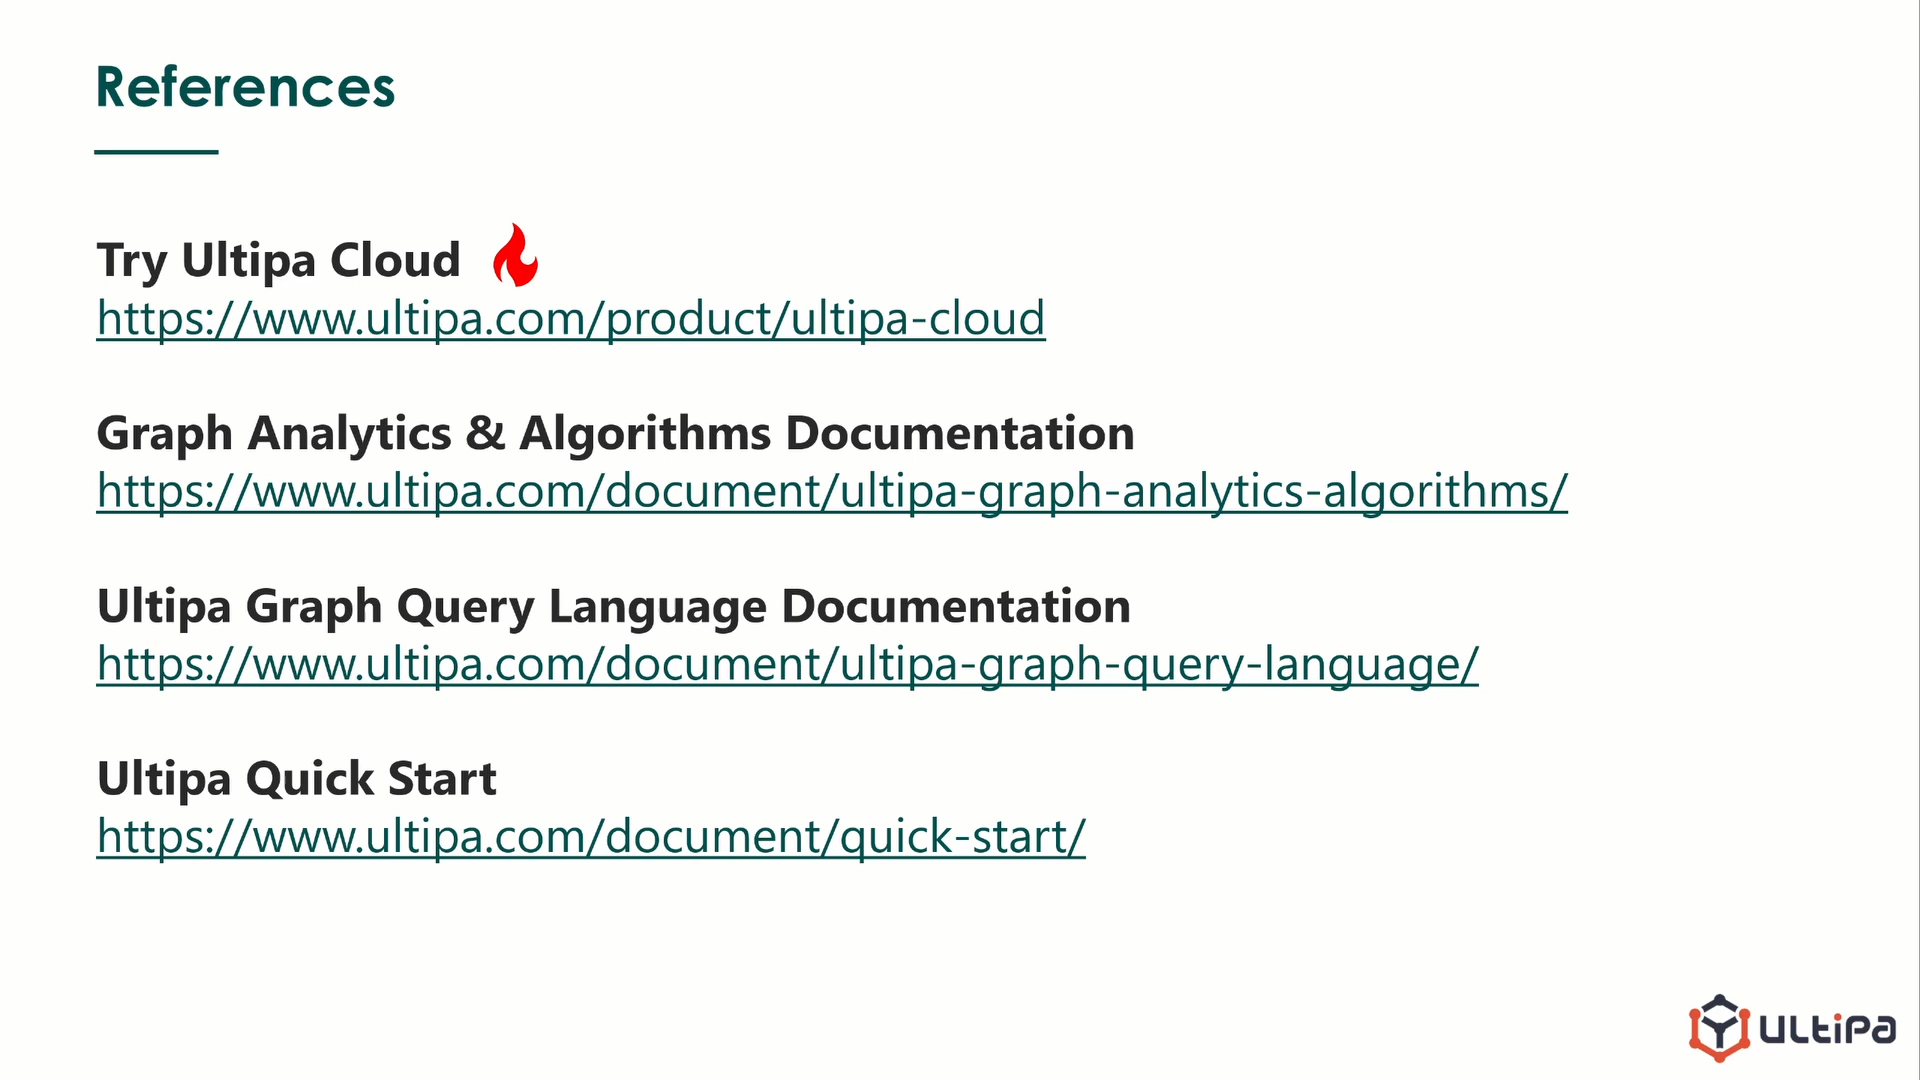 References
Try Ultipa Cloud
https://www.ultipa.com/product/ultipa-cloud
Graph Analytics & Algorithms Documentation
https://www.ultipa.com/document/ultipa-graph-analytics-algorithms/
Ultipa Graph Query Language Documentation
https://www.ultipa.com/document/ultipa-graph-query-language/
Ultipa Quick Start
https://www.ultipa.com/document/quick-start/
ULtiPa